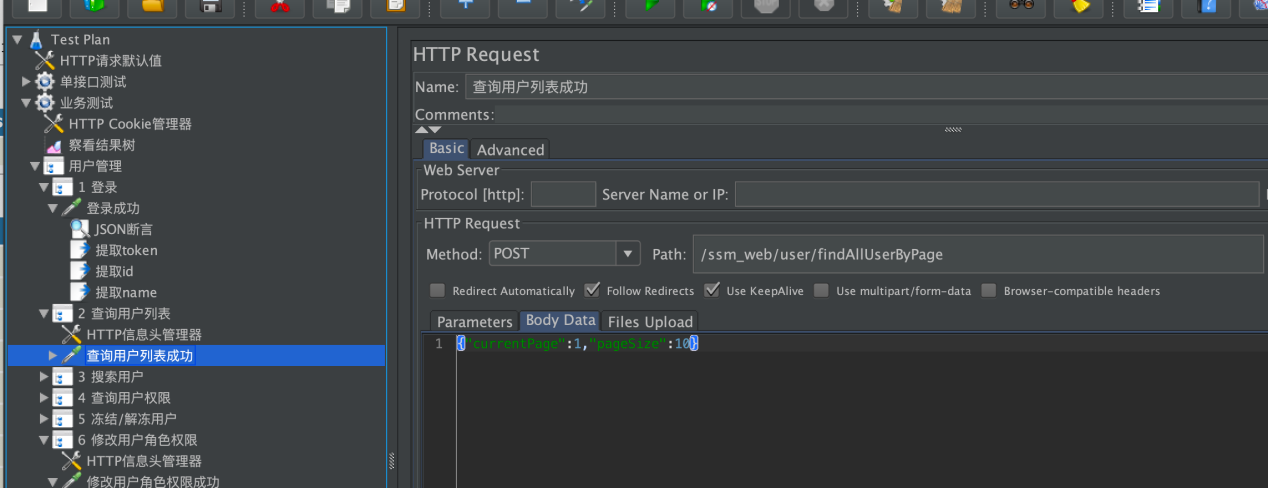 Test Plan
HTTP请求默认值
单接口测试
业务测试
HTTP Cookie管理器
察看结果树
用户管理
1 登录
登录成功
JSON断言
提取token
提取id
提取name
2 查询用户列表
HTTP信息头管理器
查询用户列表成功
3 搜索用户
4 查询用户权限
5 冻结/解冻用户
6 修改用户角色权限
HTTP信息头管理器
修改用户角色权限成功
HTTP Request
Name: 查询用户列表成功
Comments:
Basic Advanced
Web Server
Protocol [http]: Server Name or IP:
HTTP Request
Method: POST Path: /ssm_web/user/findAllUserByPage
Redirect Automatically Follow Redirects Use KeepAlive Use multipart/form-data Browser-compatible headers
Parameters Body Data Files Upload
1 {"currentPage":1,"pageSize":10}